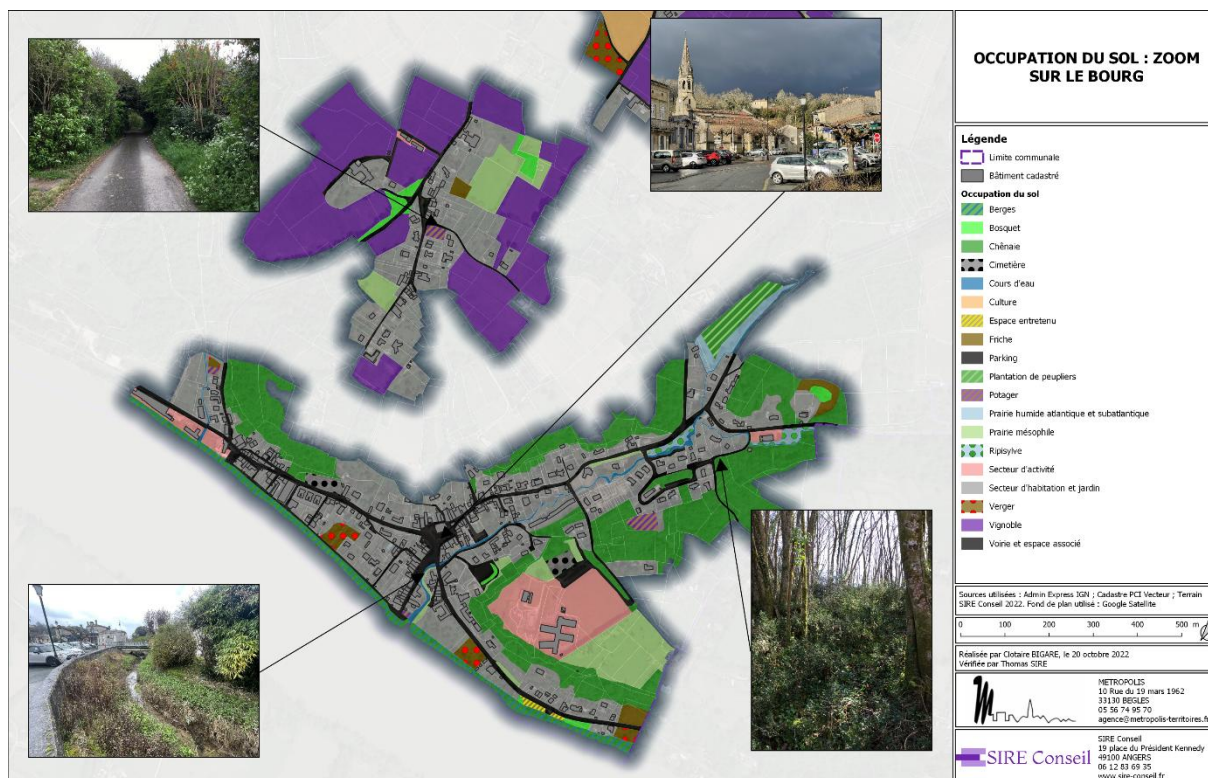 OCCUPATION DU SOL : ZOOM
SUR LE BOURG
Légende
Limite communale
Bâtiment cadastré
Occupation du sol
Berges
Bosquet
Chênaie
Cimetière
Cours d'eau
Culture
Espace entretenu
Friche
Parking
Plantation de peupliers
Potager
Prairie humide atlantique et subatlantique
Prairie mésophile
Ripisylve
Secteur d'activité
Secteur d'habitation et jardin
Verger
Vignoble
Voirie et espace associé
Sources utilisées : Admin Express IGN ; Cadastre PCI Vecteur ; Terrain
SIRE Conseil 2022. Fond de plan utilisé : Google Satellite
0 100 200 300 400 500 m
Réalisée par Clotaire BIGARE, le 20 octobre 2022
Vérifiée par Thomas SIRE
METROPOLIS
10 Rue du 19 mars 1962
33130 BEGLES
05 56 74 95 70
agence@metropolis-territoires.fr
SIRE Conseil
SIRE Conseil
19 place du Président Kennedy
49100 ANGERS
06 12 83 69 35
www.sire-conseil.fr